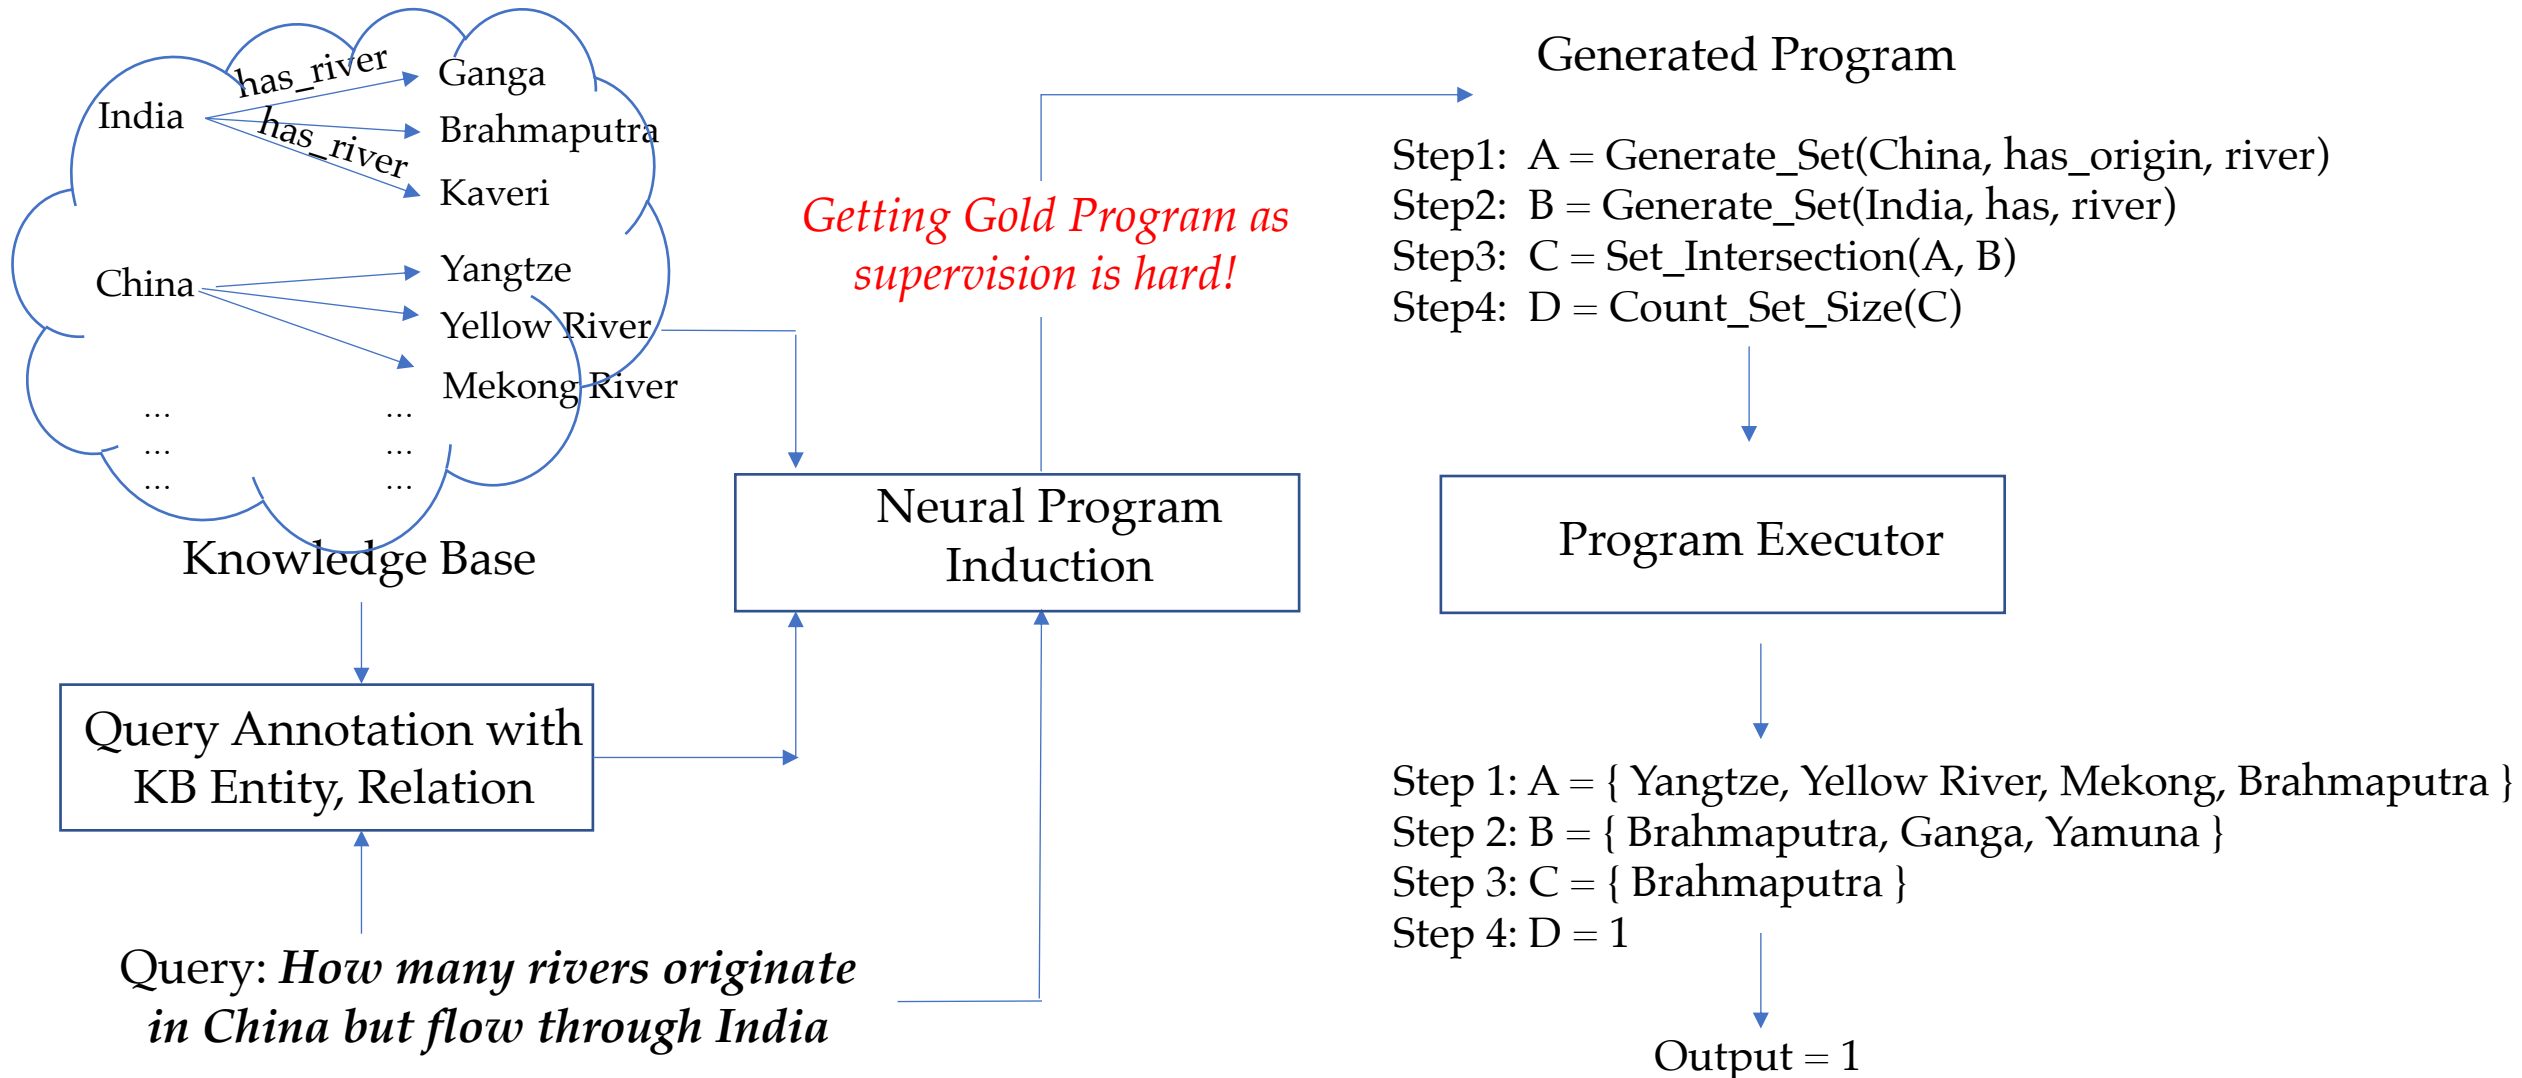 has_river
India
has_river
Ganga
Brahmaputra
Kaveri
China
Yangtze
Yellow River
Mekong River
... ...
... ...
... ...
Knowledge Base
Query Annotation with
KB Entity, Relation
Query: How many rivers originate
in China but flow through India
Getting Gold Program as
supervision is hard!
Neural Program
Induction
Generated Program
Step1: A = Generate_Set(China, has_origin, river)
Step2: B = Generate_Set(India, has, river)
Step3: C = Set_Intersection(A, B)
Step4: D = Count_Set_Size(C)
Program Executor
Step 1: A = { Yangtze, Yellow River, Mekong, Brahmaputra }
Step 2: B = { Brahmaputra, Ganga, Yamuna }
Step 3: C = { Brahmaputra }
Step 4: D = 1
Output = 1